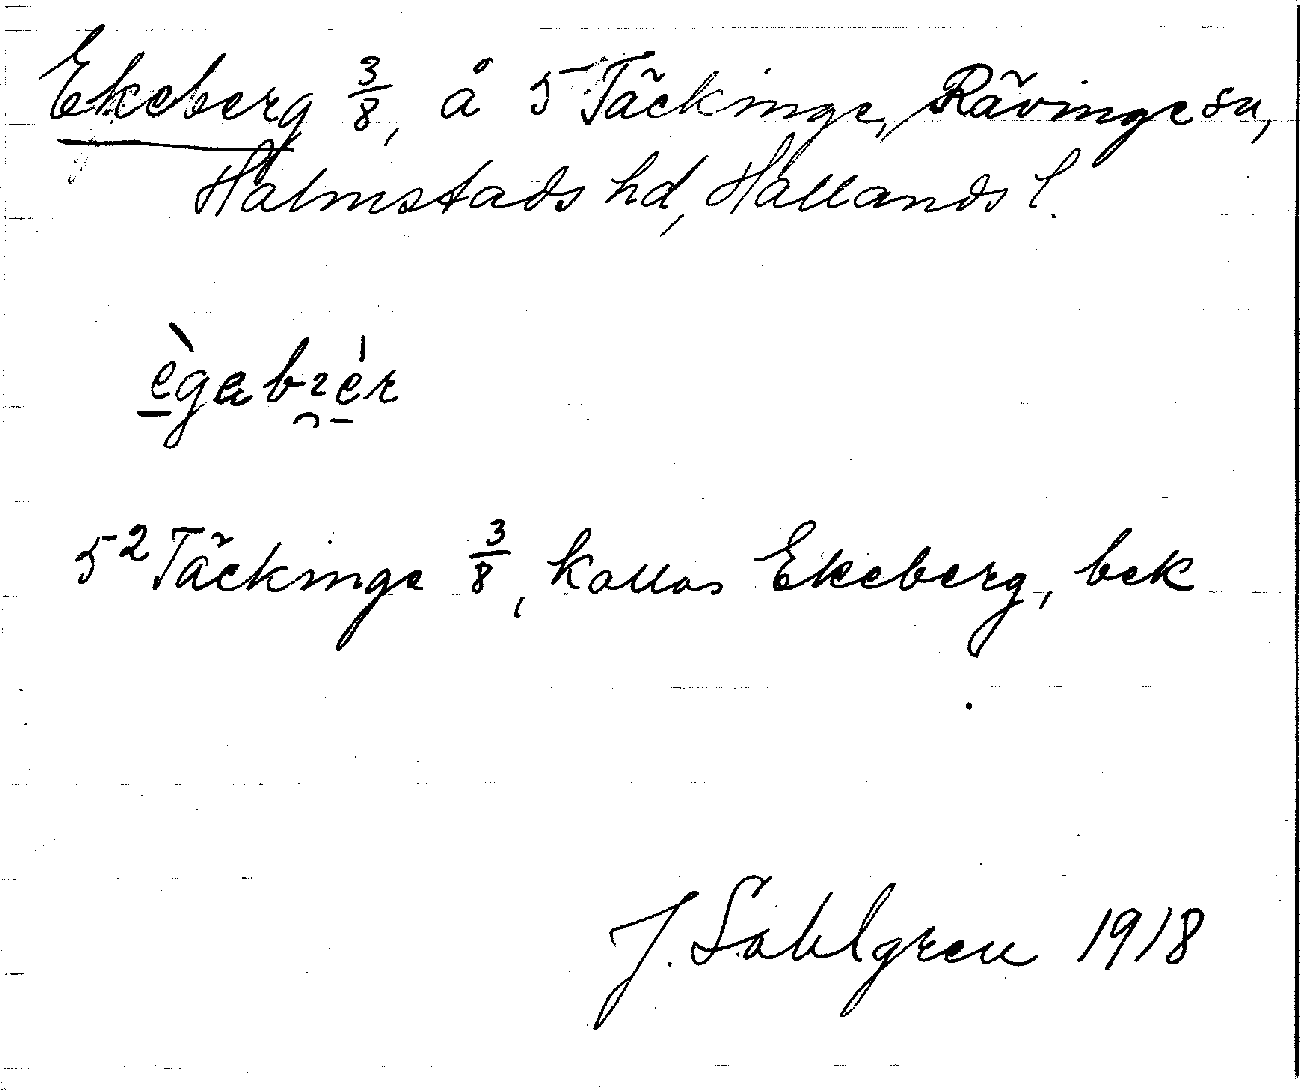 Ekeberg 3/8, å 5 Täckinge, Rävinge sn,
Halmstads hd, Hallands l.
ègabrér
5² Täckinge 3/8, kallas Ekeberg, bek
J. Sahlgren 1918